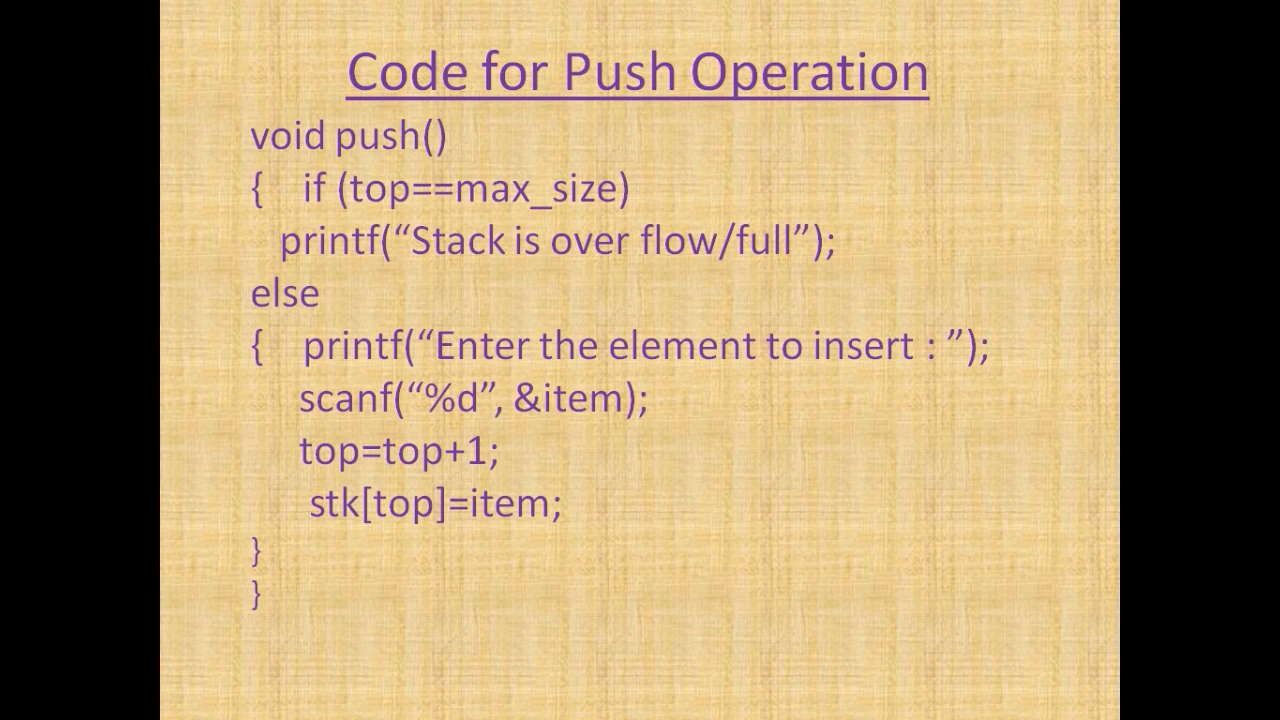 Code for Push Operation
void push()
{ if (top==max_size)
printf(“Stack is over flow/full”);
else
{ printf(“Enter the element to insert : ”);
scanf(“%d”, &item);
top=top+1;
stk[top]=item;
}
}